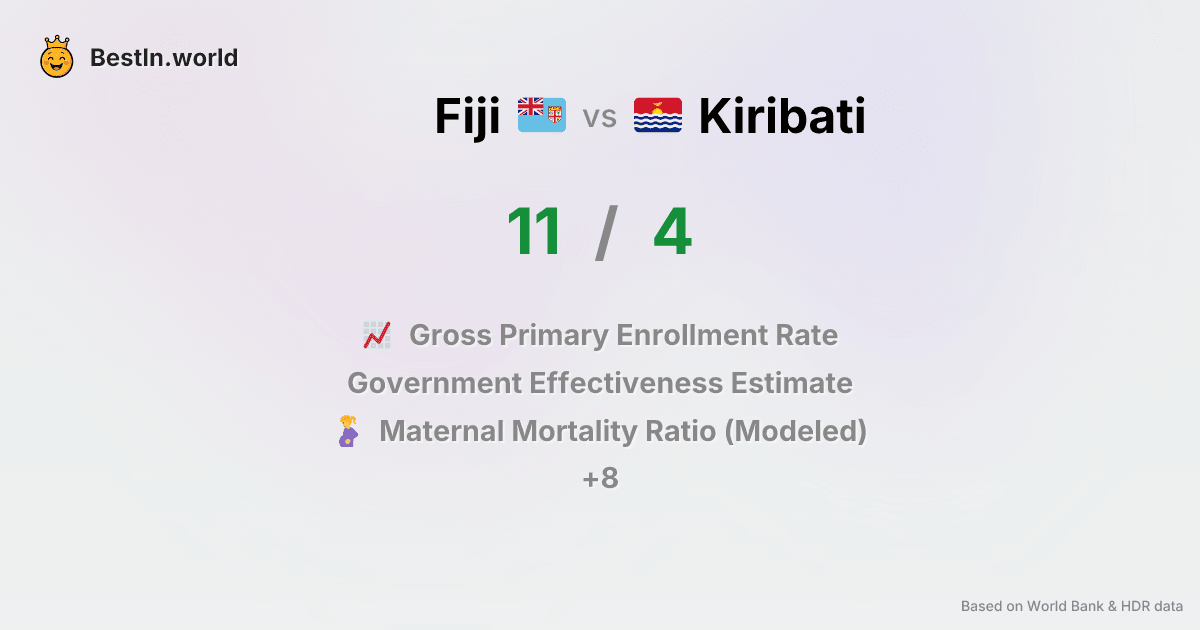 BestIn.world
Fiji vs Kiribati
11 / 4
Gross Primary Enrollment Rate
Government Effectiveness Estimate
Maternal Mortality Ratio (Modeled)
+8
Based on World Bank & HDR data